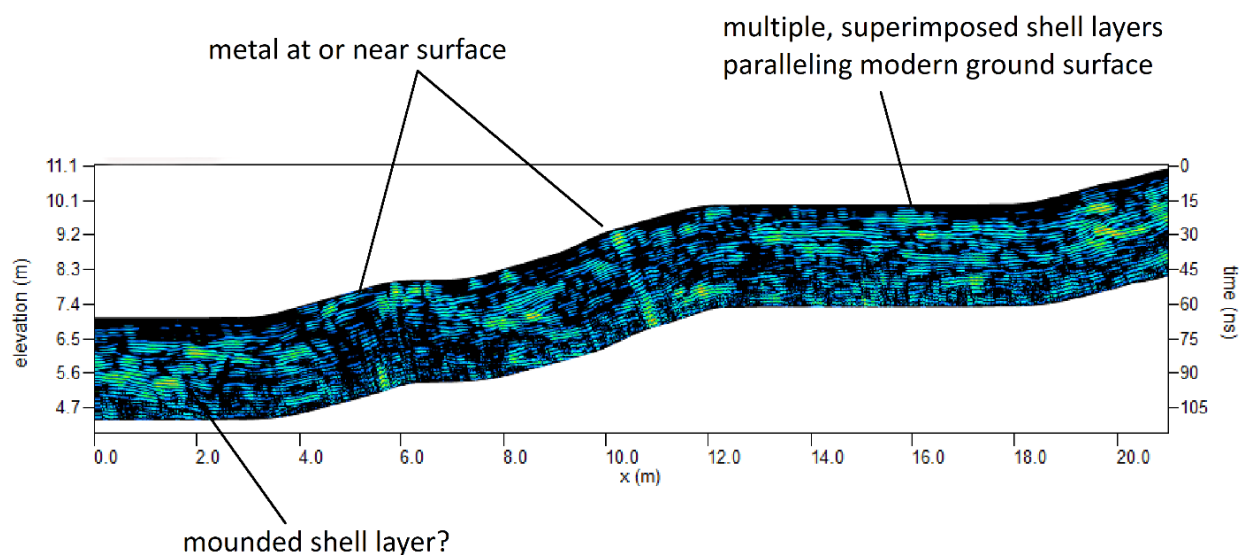 metal at or near surface
multiple, superimposed shell layers
paralleling modern ground surface
11.1
10.1
9.2
8.3
7.4
6.5
5.6
4.7
elevation (m)
0
15
30
45
60
75
90
105
time (ns)
0.0 2.0 4.0 6.0 8.0 10.0 12.0 14.0 16.0 18.0 20.0
x (m)
mounded shell layer?